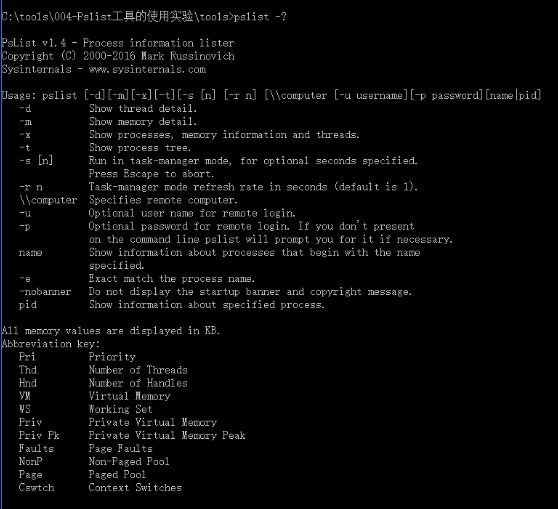 C:\tools\004-Pslist工具的使用实验\tools>pslist -?
PsList v1.4 - Process information lister
Copyright (C) 2000-2016 Mark Russinovich
Sysinternals - www.sysinternals.com
Usage: pslist [-d][-m][-x][-t][-s [n] [-r n] [\\computer [-u username][-p password][name|pid]
-d Show thread detail.
-m Show memory detail.
-x Show processes, memory information and threads.
-t Show process tree.
-s [n] Run in task-manager mode, for optional seconds specified.
Press Escape to abort.
-r n Task-manager mode refresh rate in seconds (default is 1).
\\computer Specifies remote computer.
-u Optional user name for remote login.
-p Optional password for remote login. If you don't present
on the command line pslist will prompt you for it if necessary.
name Show information about processes that begin with the name
specified.
-e Exact match the process name.
-nobanner Do not display the startup banner and copyright message.
pid Show information about specified process.
All memory values are displayed in KB.
Abbreviation key:
Pri Priority
Thd Number of Threads
Hnd Number of Handles
VM Virtual Memory
WS Working Set
Priv Private Virtual Memory
Priv Pk Private Virtual Memory Peak
Faults Page Faults
NonP Non-Paged Pool
Page Paged Pool
Cswtch Context Switches